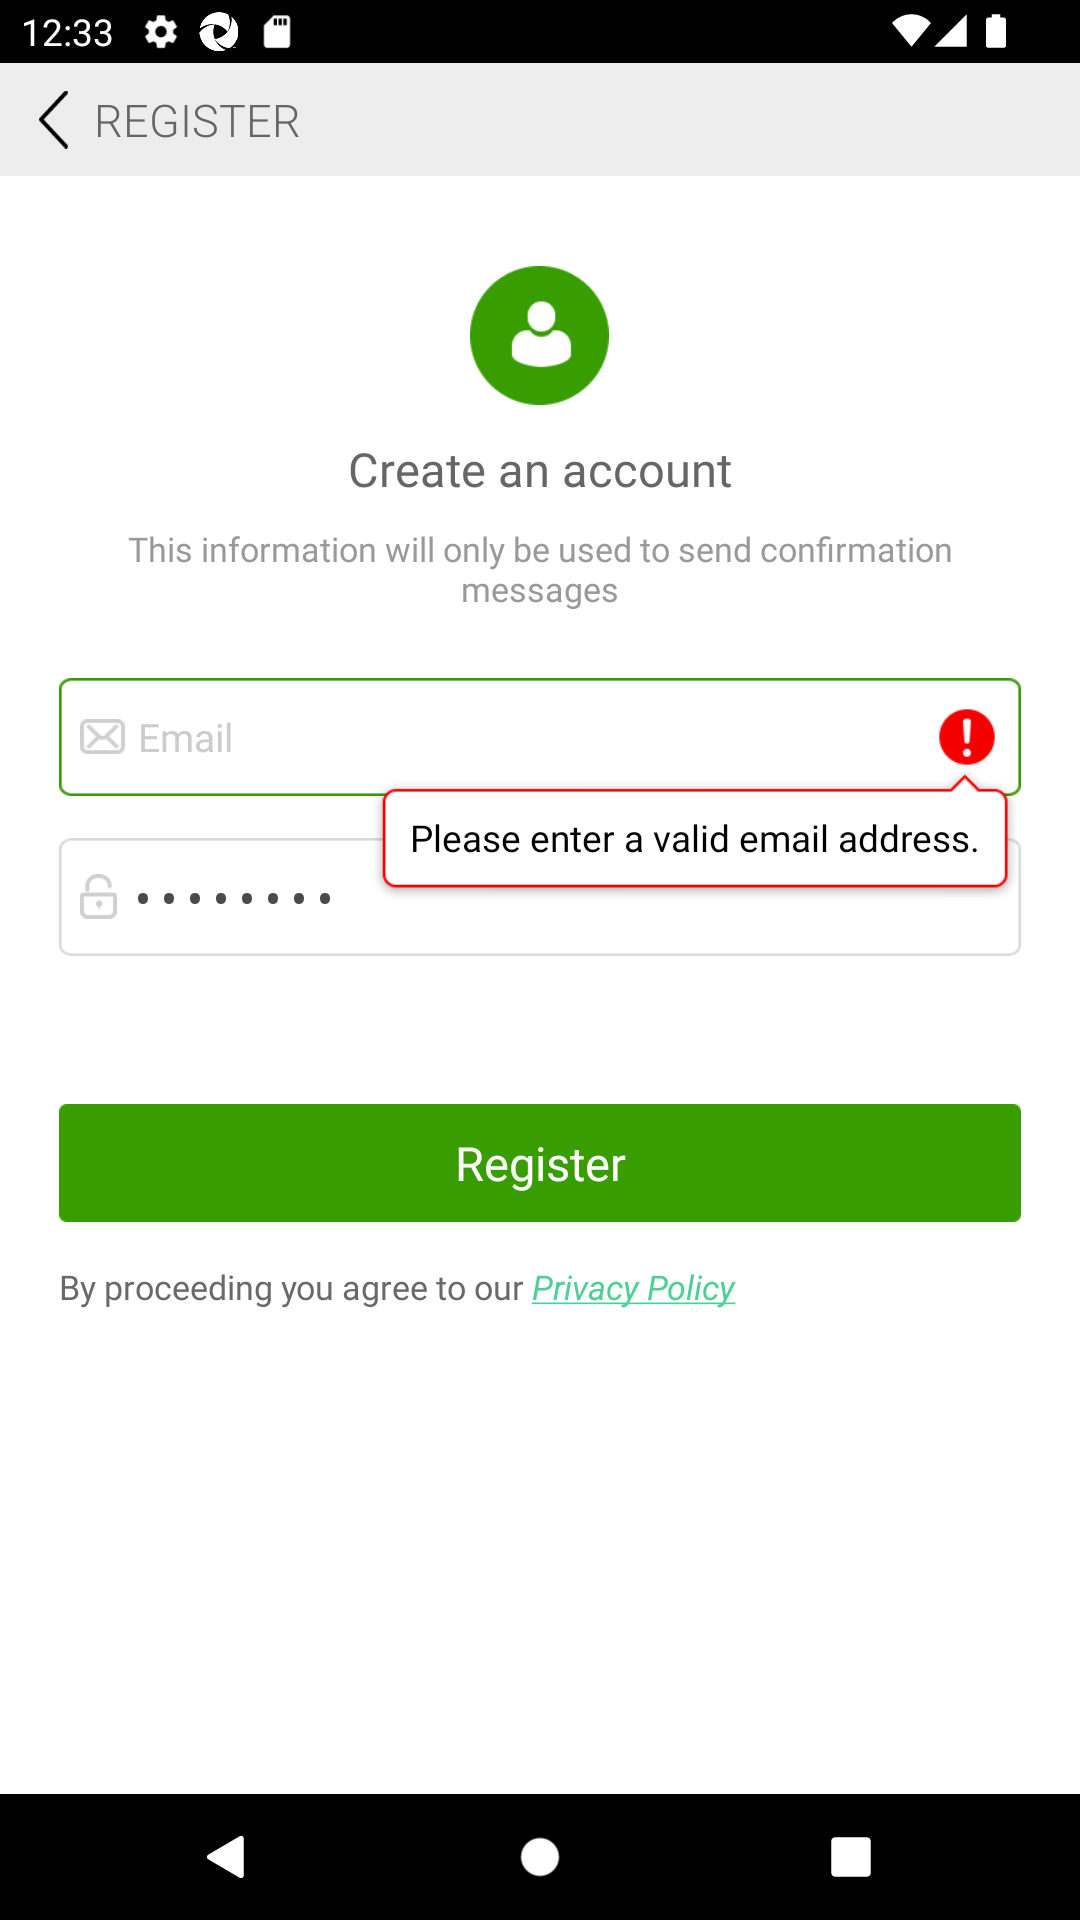 12:33
REGISTER
Create an account
This information will only be used to send confirmation
messages
Email
Please enter a valid email address.
••••••••
Register
By proceeding you agree to our Privacy Policy